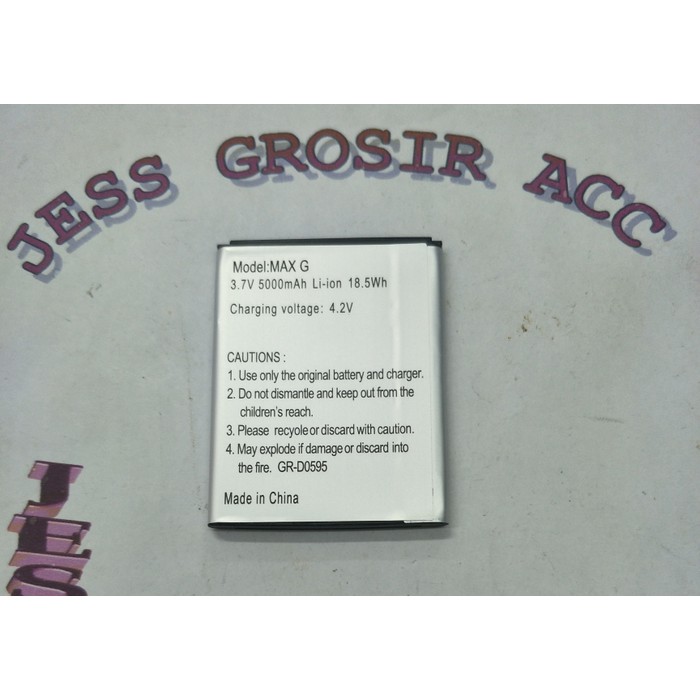 JESS GROSIR ACC
Model:MAX G
3.7V 5000mAh Li-ion 18.5Wh
Charging voltage: 4.2V
CAUTIONS :
1. Use only the original battery and charger.
2. Do not dismantle and keep out from the
children's reach.
3. Please recycle or discard with caution.
4. May explode if damage or discard into
the fire. GR-D0595
Made in China
JES